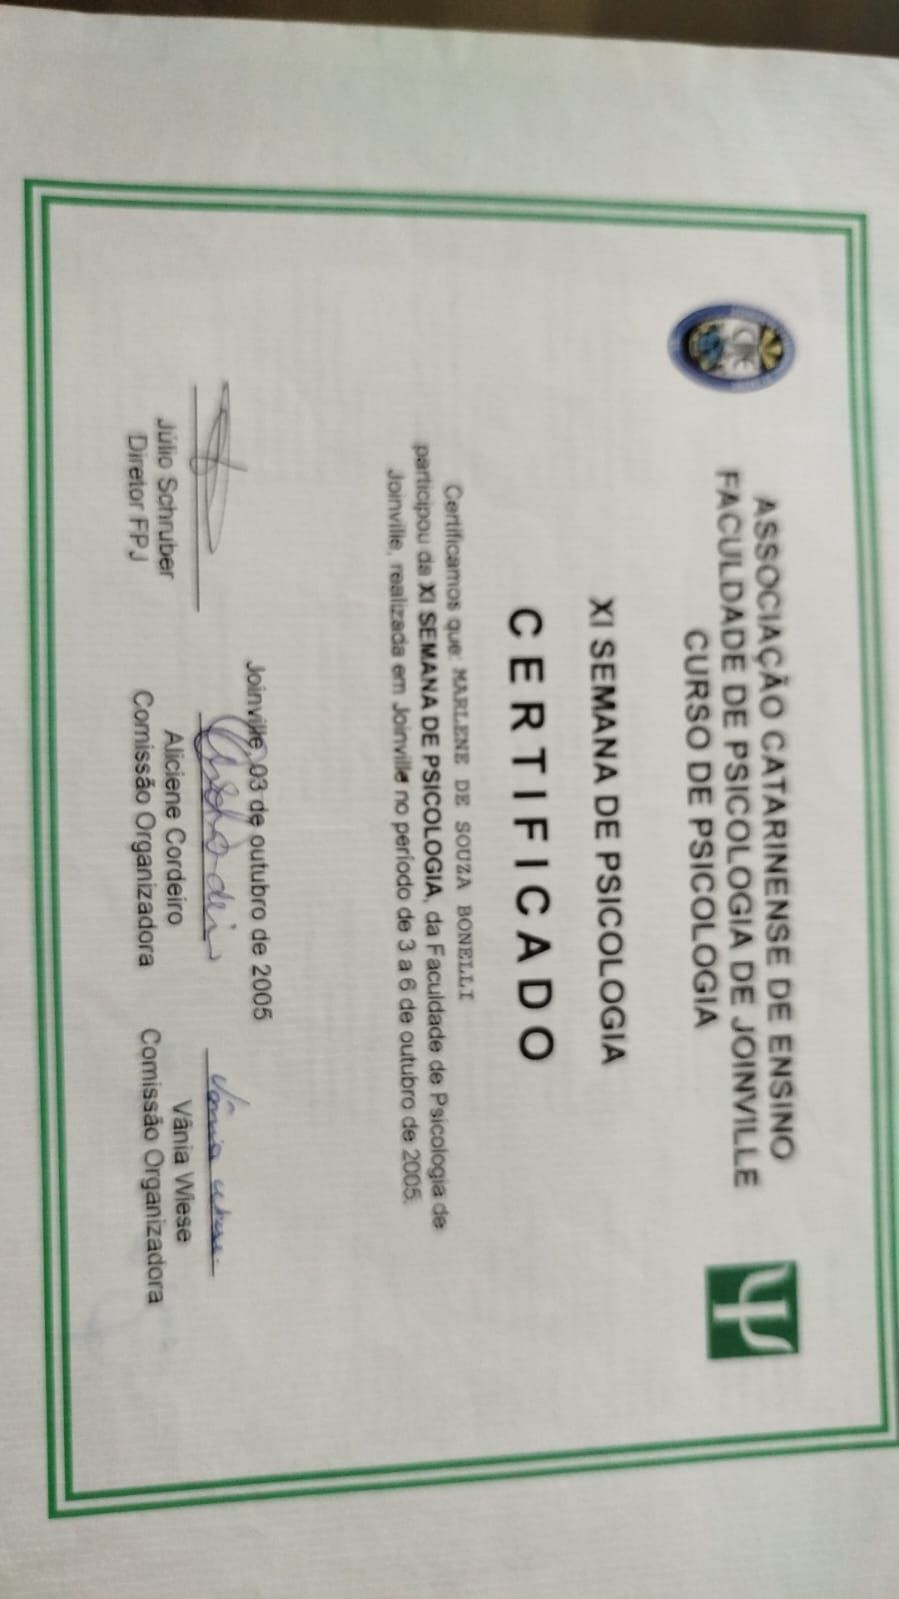 ASSOCIAÇÃO CATARINENSE DE ENSINO
FACULDADE DE PSICOLOGIA DE JOINVILLE
CURSO DE PSICOLOGIA
XI SEMANA DE PSICOLOGIA
CERTIFICADO
Certificamos que: MARLENE DE SOUZA BONELLI
participou da XI SEMANA DE PSICOLOGIA, da Faculdade de Psicologia de
Joinville, realizada em Joinville no período de 3 a 6 de outubro de 2005.
Joinville, 03 de outubro de 2005
Júlio Schruber
Diretor FPJ
Aliciene Cordeiro
Comissão Organizadora
Vânia Wiese
Comissão Organizadora